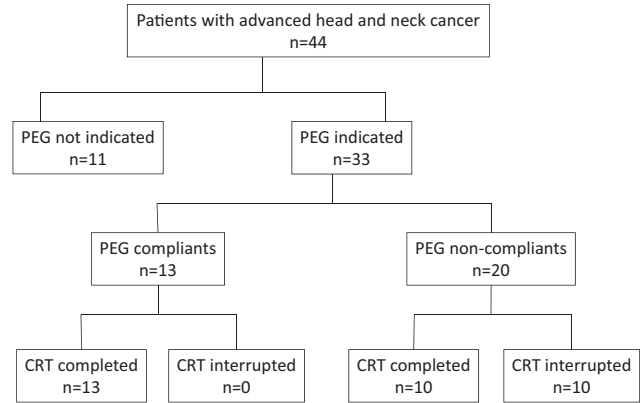 Patients with advanced head and neck cancer
n=44
PEG not indicated
n=11
PEG indicated
n=33
PEG compliants
n=13
PEG non-compliants
n=20
CRT completed
n=13
CRT interrupted
n=0
CRT completed
n=10
CRT interrupted
n=10